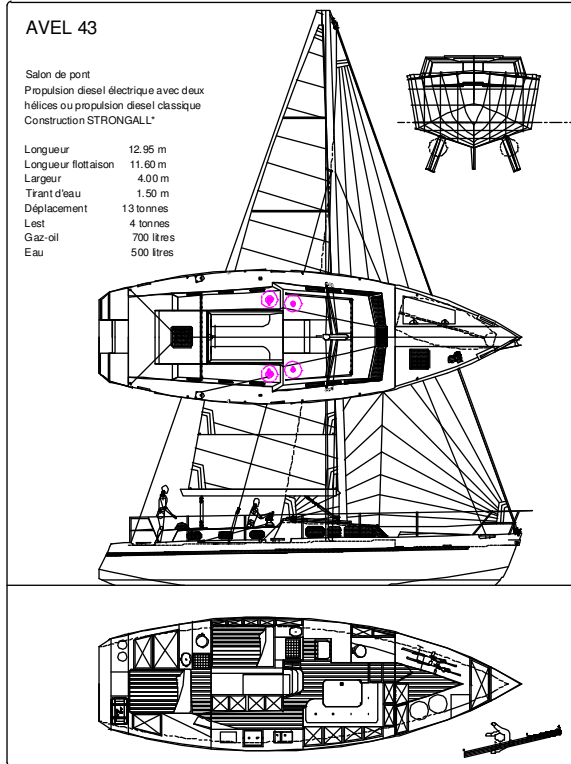 AVEL 43
Salon de pont
Propulsion diesel électrique avec deux
hélices ou propulsion diesel classique
Construction STRONGALL*
Longueur 12.95 m
Longueur flottaison 11.60 m
Largeur 4.00 m
Tirant d'eau 1.50 m
Déplacement 13 tonnes
Lest 4 tonnes
Gaz-oil 700 litres
Eau 500 litres